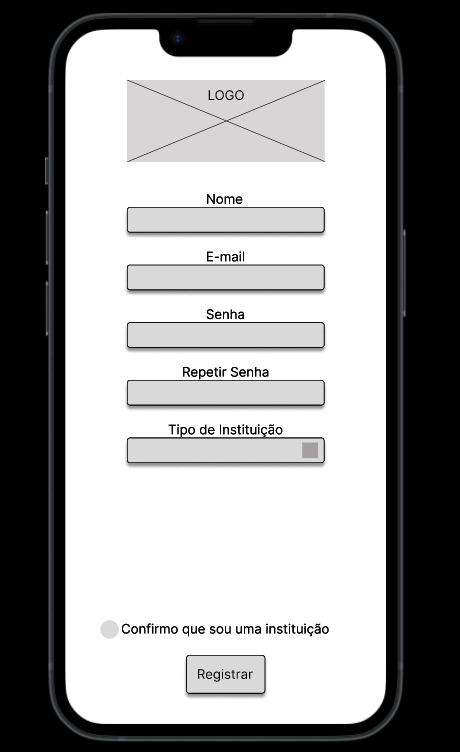 LOGO
Nome
E-mail
Senha
Repetir Senha
Tipo de Instituição
Confirmo que sou uma instituição
Registrar